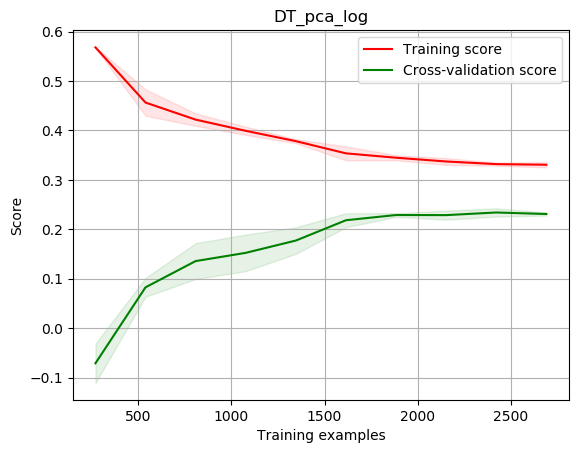 DT_pca_log
Training score
Cross-validation score
Score
0.6
0.5
0.4
0.3
0.2
0.1
0.0
−0.1
500
1000
1500
2000
2500
Training examples